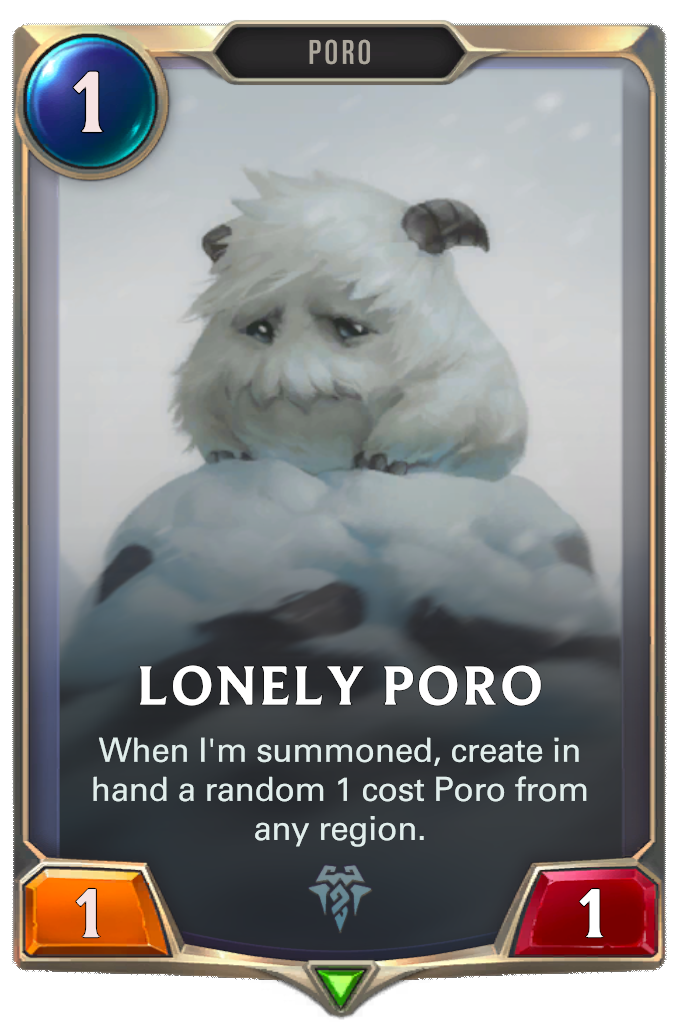 PORO
1
LONELY PORO
When I'm summoned, create in
hand a random 1 cost Poro from
any region.
1
1